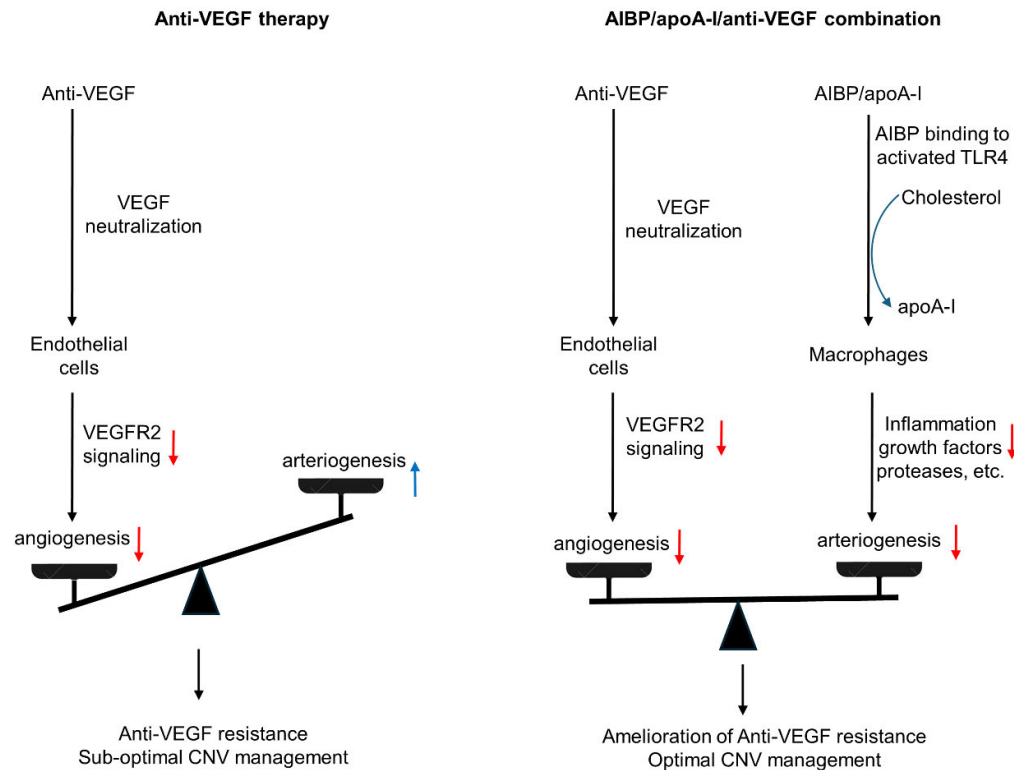 Anti-VEGF therapy
Anti-VEGF
VEGF
neutralization
Endothelial
cells
VEGFR2
signaling
arteriogenesis
angiogenesis
Anti-VEGF resistance
Sub-optimal CNV management
AIBP/apoA-I/anti-VEGF combination
Anti-VEGF
VEGF
neutralization
Endothelial
cells
VEGFR2
signaling
angiogenesis
AIBP/apoA-I
AIBP binding to
activated TLR4
Cholesterol
apoA-I
Macrophages
Inflammation
growth factors
proteases, etc.
arteriogenesis
Amelioration of Anti-VEGF resistance
Optimal CNV management